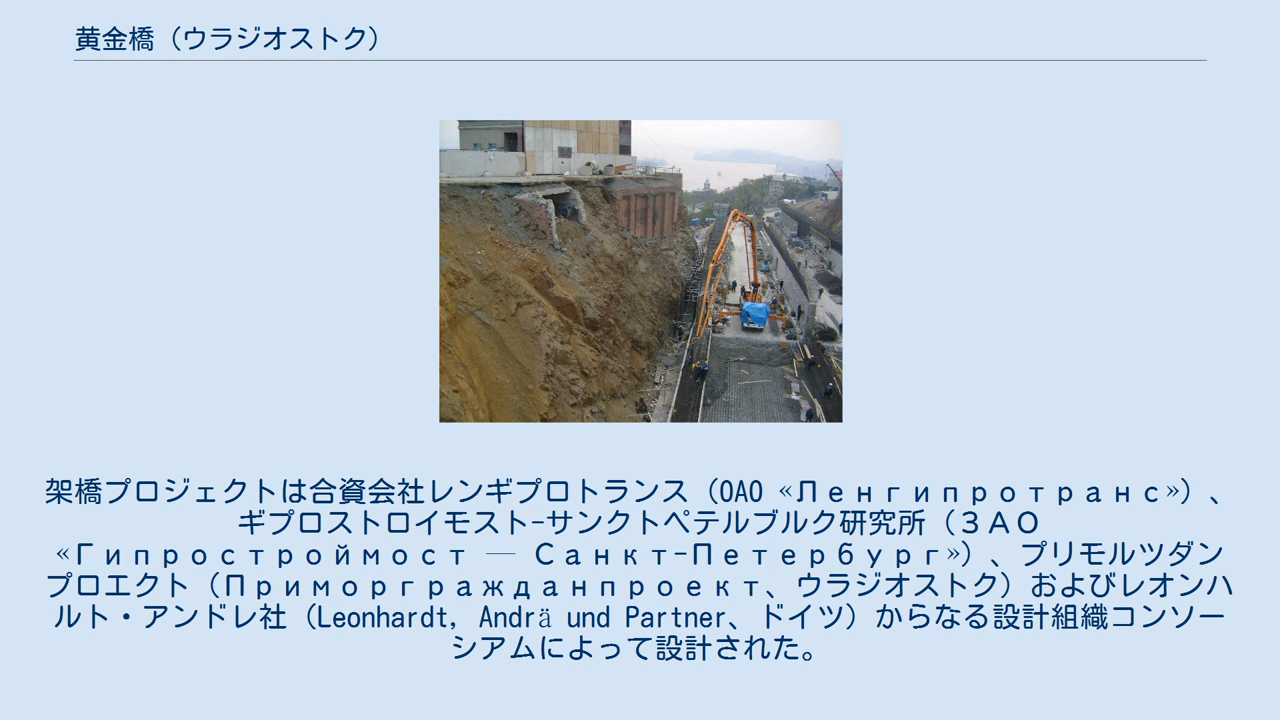 黄金橋（ウラジオストク）
架橋プロジェクトは合資会社レンギプロトランス（OAO «Ленгипротранс»）、
ギプロストロイモスト-サンクトペテルブルク研究所（ЗАО
«Гипростроймост — Санкт-Петербург»）、プリモルツダン
プロエクト（Приморгражданпроект、ウラジオストク）およびレオンハ
ルト・アンドレ社（Leonhardt, Andrä und Partner、ドイツ）からなる設計組織コンソー
シアムによって設計された。